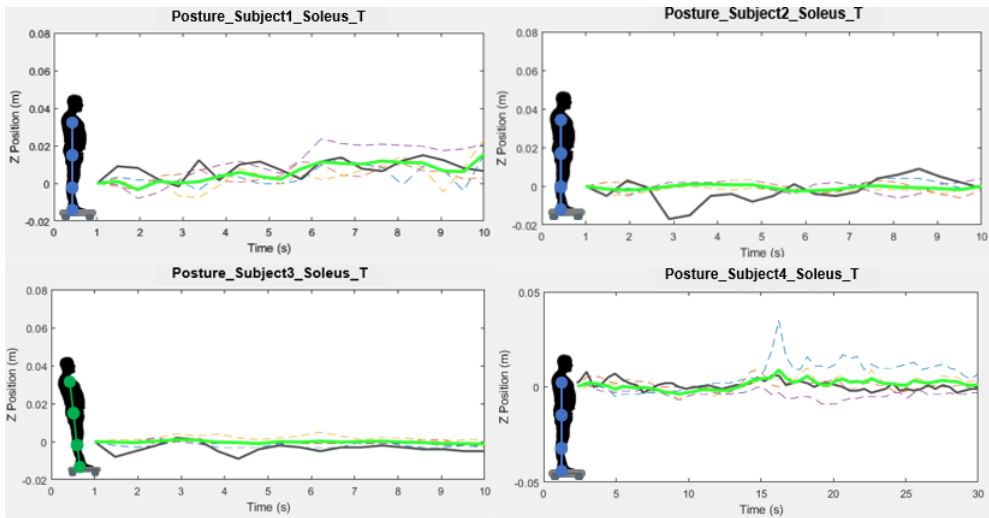 Posture_Subject1_Soleus_T
0.08
0.06
0.04
0.02
0
-0.02
Z Position (m)
0 1 2 3 4 5 6 7 8 9 10
Time (s)
Posture_Subject2_Soleus_T
0.08
0.06
0.04
0.02
0
-0.02
Z Position (m)
0 1 2 3 4 5 6 7 8 9 10
Time (s)
Posture_Subject3_Soleus_T
0.08
0.06
0.04
0.02
0
-0.02
Z Position (m)
0 1 2 3 4 5 6 7 8 9 10
Time (s)
Posture_Subject4_Soleus_T
0.05
0
-0.05
Z Position (m)
0 5 10 15 20 25 30
Time (s)